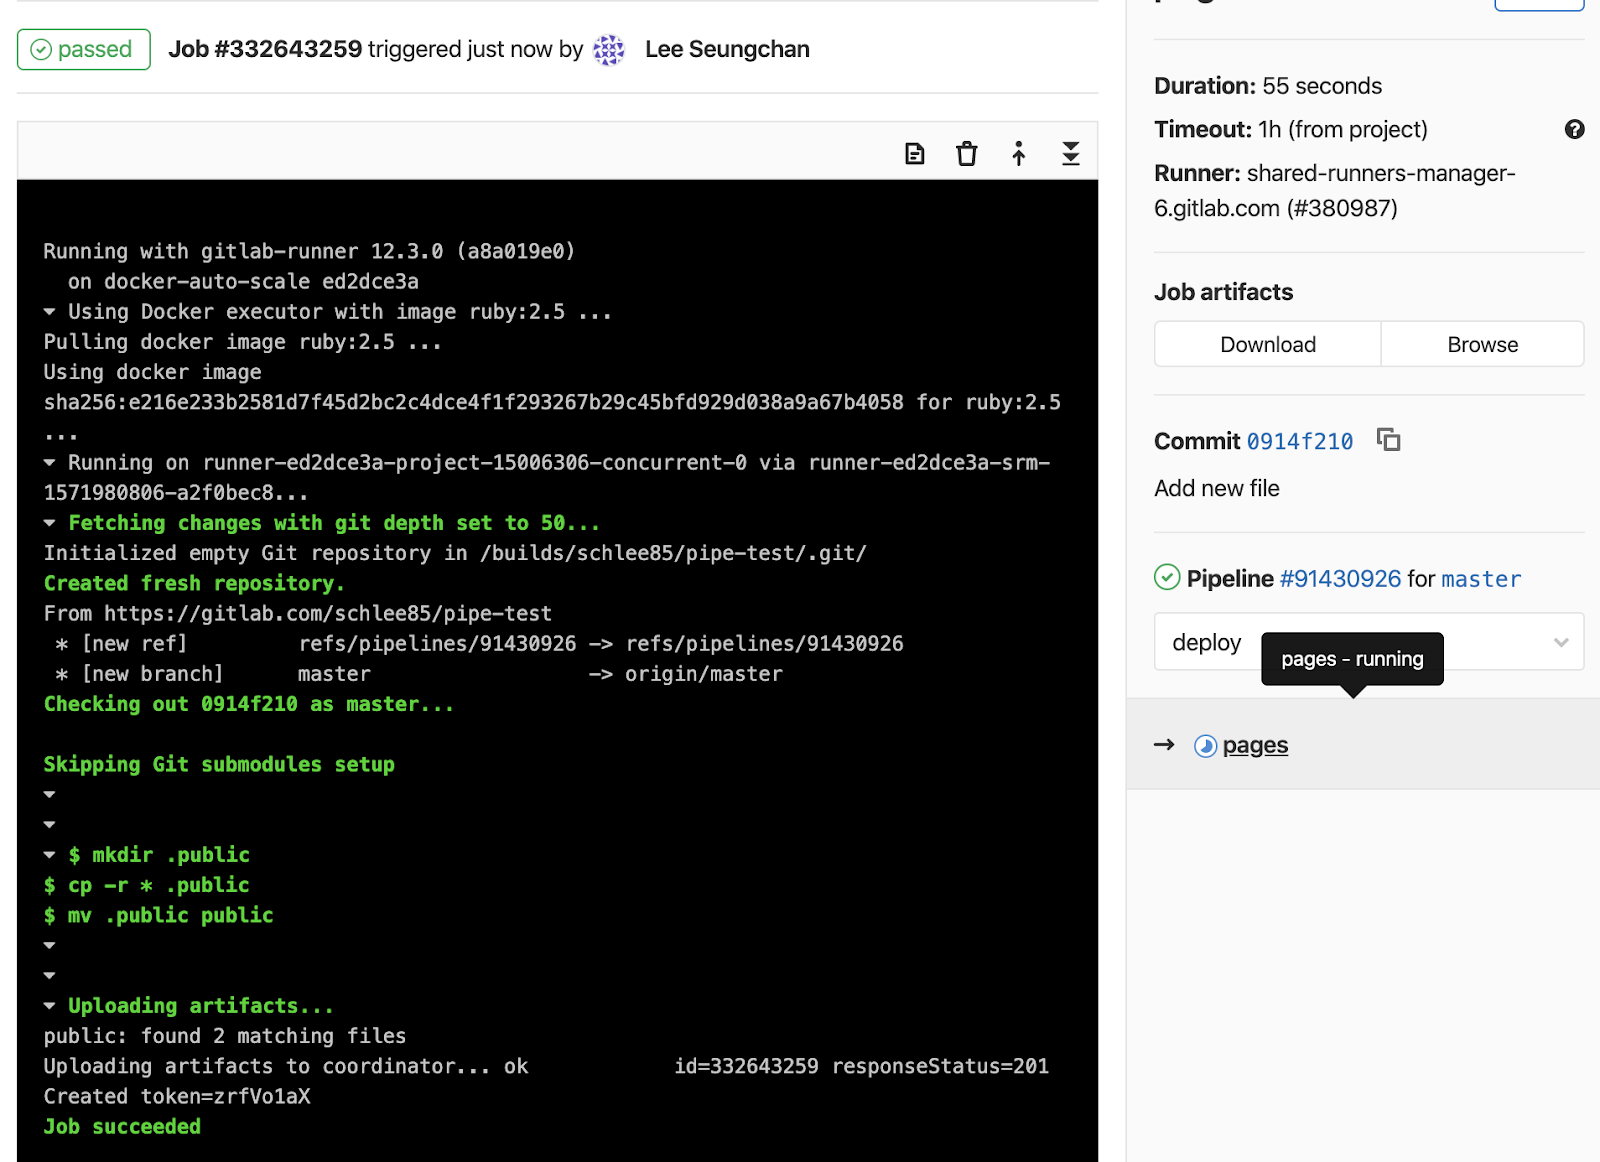 passed Job #332643259 triggered just now by Lee Seungchan
Running with gitlab-runner 12.3.0 (a8a019e0)
on docker-auto-scale ed2dce3a
Using Docker executor with image ruby:2.5 ...
Pulling docker image ruby:2.5 ...
Using docker image
sha256:e216e233b2581d7f45d2bc2c4dce4f1f293267b29c45bfd929d038a9a67b4058 for ruby:2.5
...
Running on runner-ed2dce3a-project-15006306-concurrent-0 via runner-ed2dce3a-srm-
1571980806-a2f0bec8...
Fetching changes with git depth set to 50...
Initialized empty Git repository in /builds/schlee85/pipe-test/.git/
Created fresh repository.
From https://gitlab.com/schlee85/pipe-test
* [new ref] refs/pipelines/91430926 -> refs/pipelines/91430926
* [new branch] master -> origin/master
Checking out 0914f210 as master...
Skipping Git submodules setup
$ mkdir .public
$ cp -r * .public
$ mv .public public
Uploading artifacts...
public: found 2 matching files
Uploading artifacts to coordinator... ok id=332643259 responseStatus=201
Created token=zrfVo1aX
Job succeeded
Duration: 55 seconds
Timeout: 1h (from project)
Runner: shared-runners-manager-
6.gitlab.com (#380987)
Job artifacts
Download Browse
Commit 0914f210
Add new file
Pipeline #91430926 for master
deploy
pages - running
→ pages